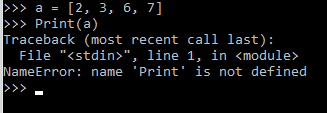 >>> a = [2, 3, 6, 7]
>>> Print(a)
Traceback (most recent call last):
  File "<stdin>", line 1, in <module>
NameError: name 'Print' is not defined
>>>